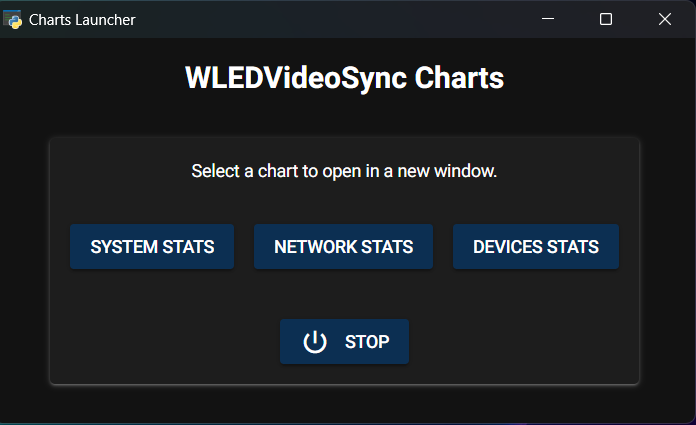 Charts Launcher
WLEDVideoSync Charts
Select a chart to open in a new window.
SYSTEM STATS NETWORK STATS DEVICES STATS
STOP